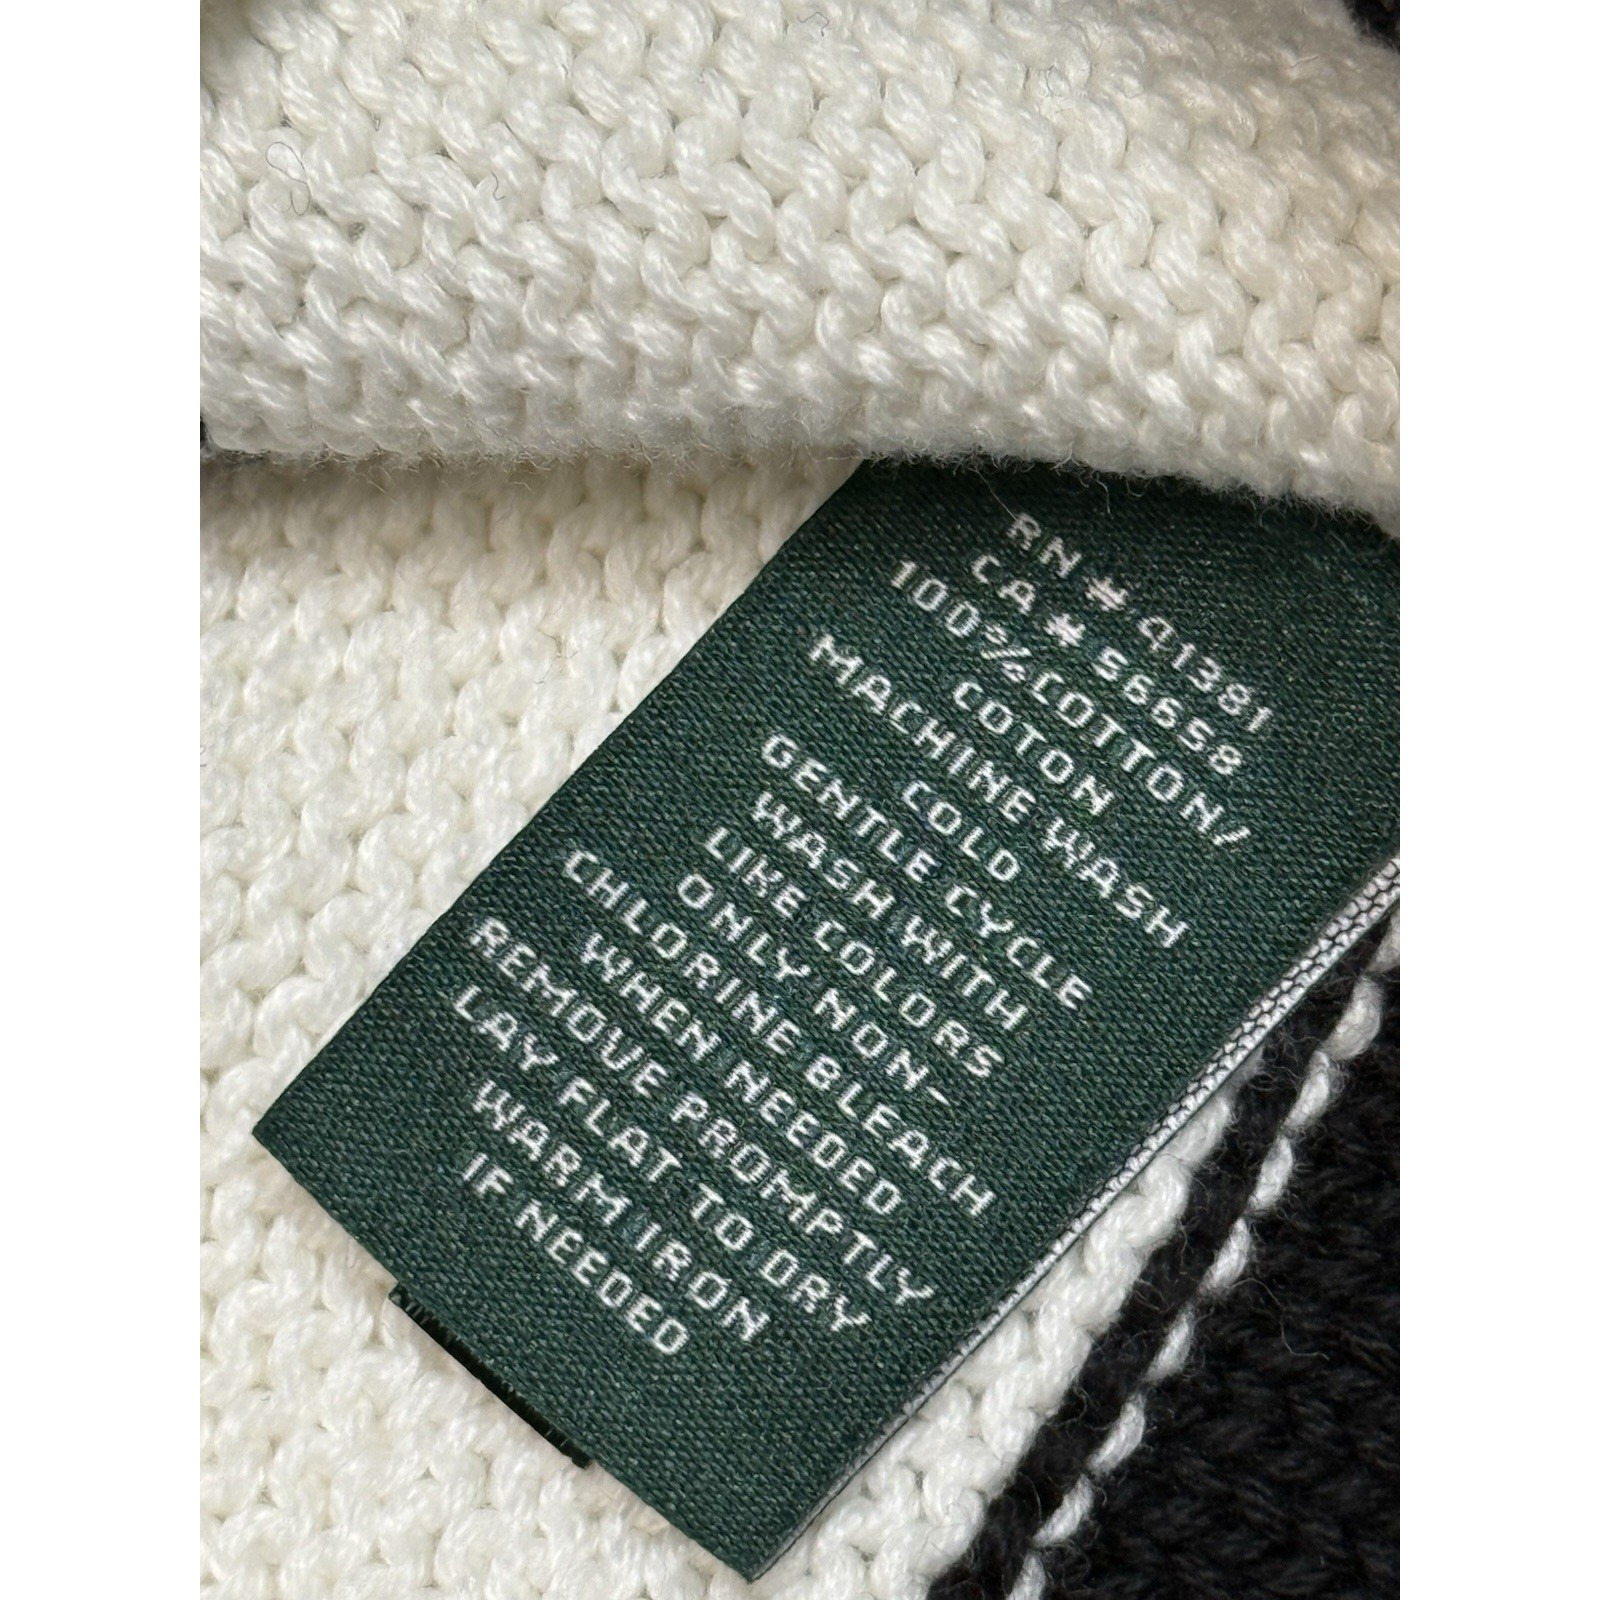 RN # 41381
CA # 56658
100%COTTON/
COTON
MACHINE WASH
COLD
GENTLE CYCLE
WASH WITH
LIKE COLORS
ONLY NON-
CHLORINE BLEACH
WHEN NEEDED
REMOVE PROMPTLY
LAY FLAT TO DRY
WARM IRON
IF NEEDED